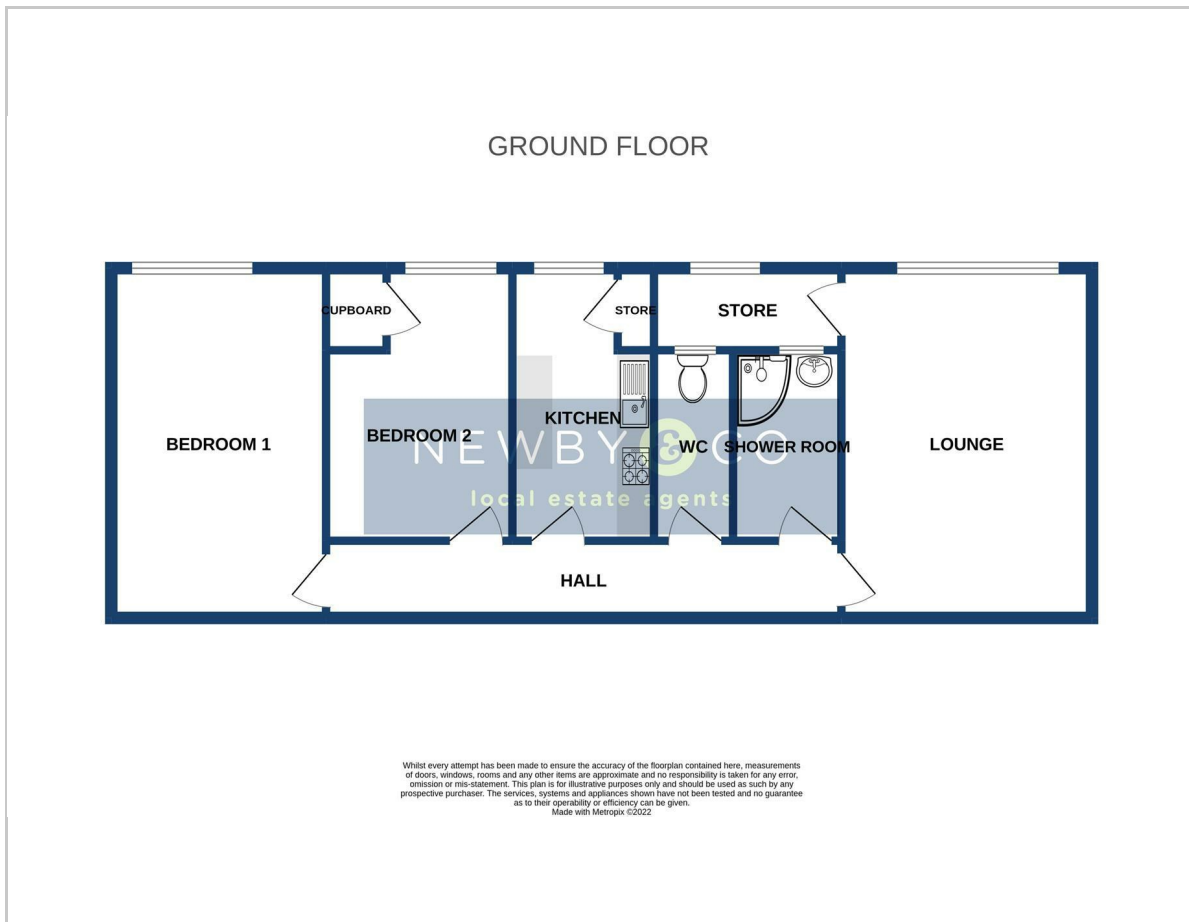 GROUND FLOOR
CUPBOARD
STORE
STORE
BEDROOM 1
BEDROOM 2
KITCHEN
WC
SHOWER ROOM
LOUNGE
NEWBY & CO
local estate agents
HALL
Whilst every attempt has been made to ensure the accuracy of the floorplan contained here, measurements
of doors, windows, rooms and any other items are approximate and no responsibility is taken for any error,
omission or mis-statement. This plan is for illustrative purposes only and should be used as such by any
prospective purchaser. The services, systems and appliances shown have not been tested and no guarantee
as to their operability or efficiency can be given.
Made with Metropix ©2022